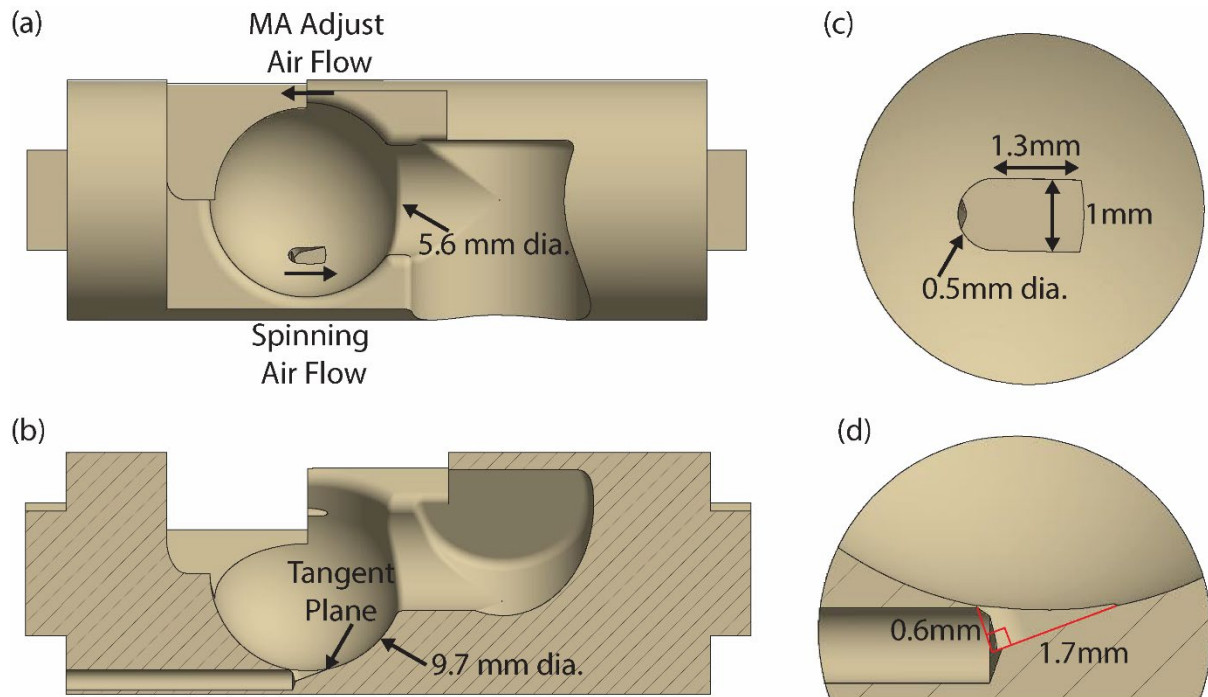 (a)
MA Adjust
Air Flow
5.6 mm dia.
Spinning
Air Flow
(b)
Tangent
Plane
9.7 mm dia.
(c)
1.3mm
1mm
0.5mm dia.
(d)
0.6mm
1.7mm